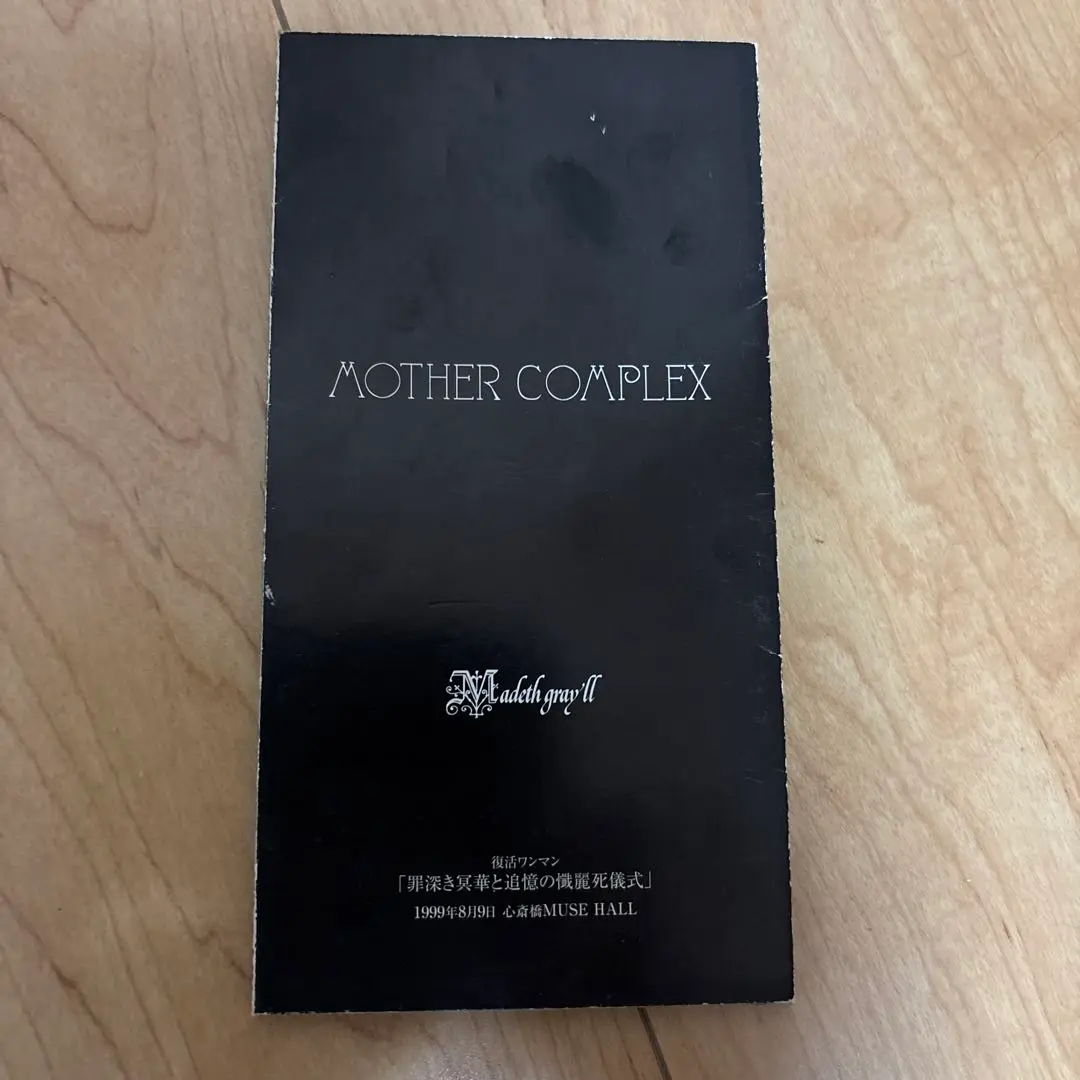 MOTHER COMPLEX
Madeth gray'll
復活ワンマン
「罪深き冥華と追憶の懺麗死儀式」
1999年8月9日 心斎橋MUSE HALL